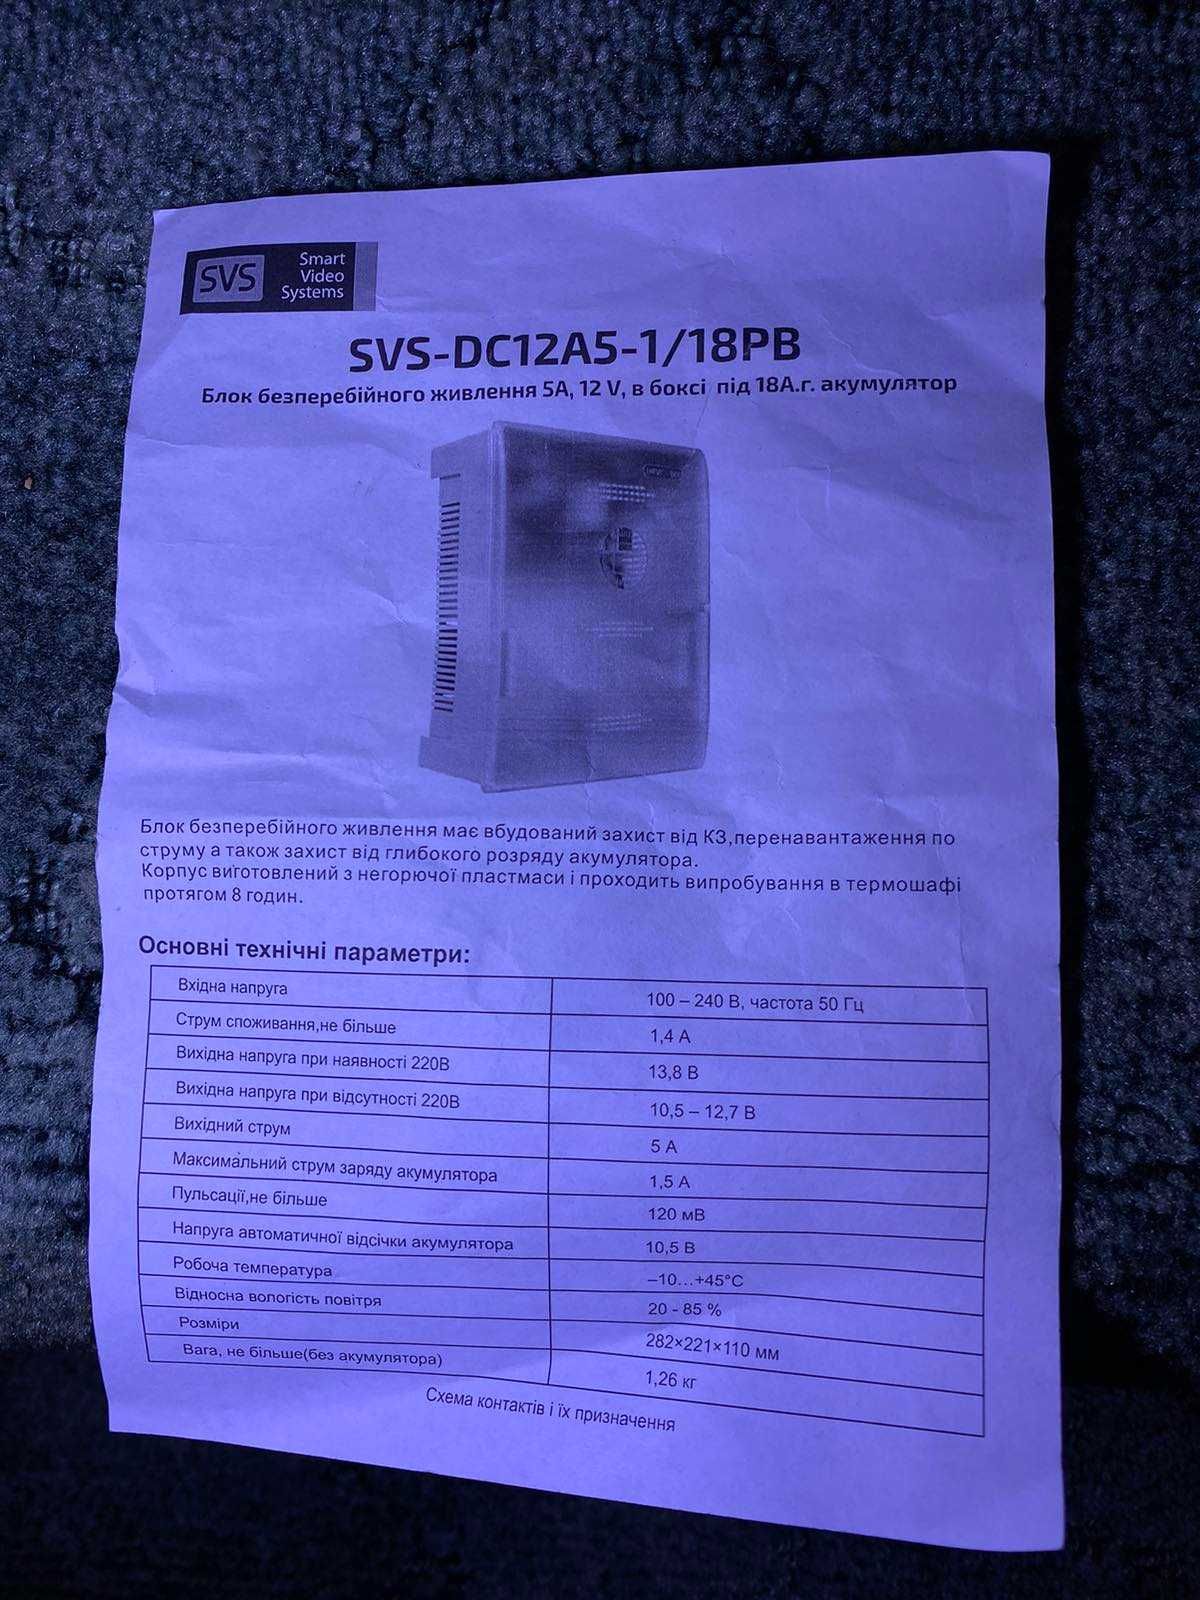 SVS
Smart
Video
Systems
SVS-DC12A5-1/18PB
Блок безперебійного живлення 5А, 12 V, в боксі під 18А.г. акумулятор
Блок безперебійного живлення має вбудований захист від КЗ,перенавантаження по
струму а також захист від глибокого розряду акумулятора.
Корпус виготовлений з негорючої пластмаси і проходить випробування в термошафі
протягом 8 годин.
Основні технічні параметри:
Вхідна напруга 100 – 240 В, частота 50 Гц
Струм споживання,не більше 1,4 А
Вихідна напруга при наявності 220В 13,8 В
Вихідна напруга при відсутності 220В 10,5 – 12,7 В
Вихідний струм 5 А
Максимальний струм заряду акумулятора 1,5 А
Пульсації,не більше 120 мВ
Напруга автоматичної відсічки акумулятора 10,5 В
Робоча температура –10...+45°С
Відносна вологість повітря 20 - 85 %
Розміри 282×221×110 мм
Вага, не більше(без акумулятора) 1,26 кг
Схема контактів і їх призначення